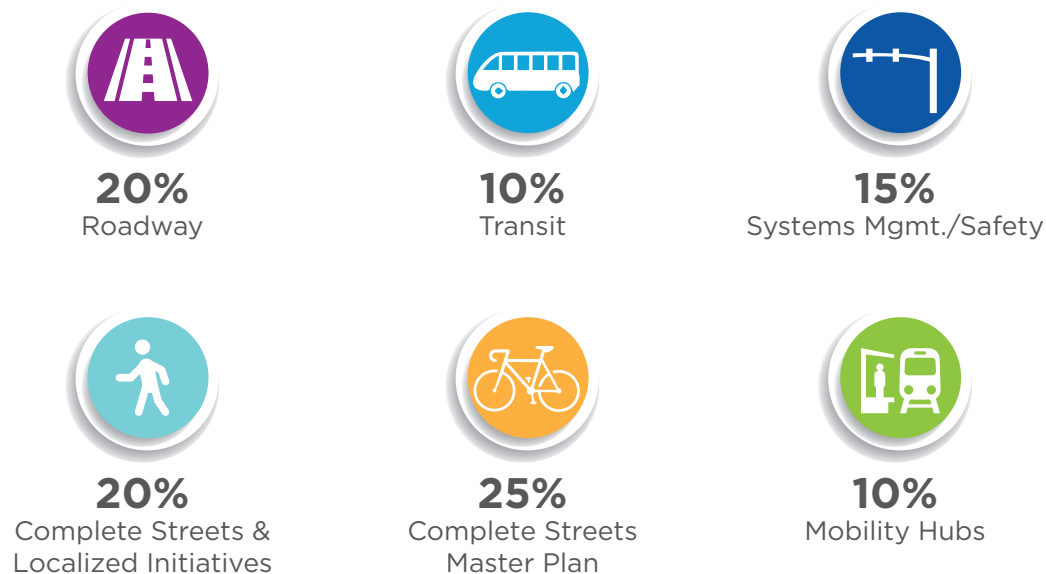 20%
Roadway
10%
Transit
15%
Systems Mgmt./Safety
20%
Complete Streets &
Localized Initiatives
25%
Complete Streets
Master Plan
10%
Mobility Hubs